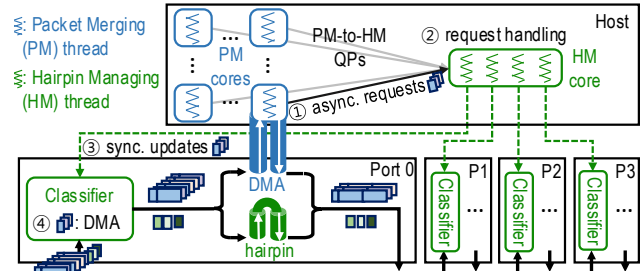 : Packet Merging
(PM) thread
: Hairpin Managing
(HM) thread
Host
PM-to-HM
QPs
② request handling
...
...
PM
cores
...
...
HM
core
① async. requests
③ sync. updates
Port 0
Classifier
④ : DMA
DMA
hairpin
P1
Classifier
...
P2
Classifier
...
P3
Classifier
...